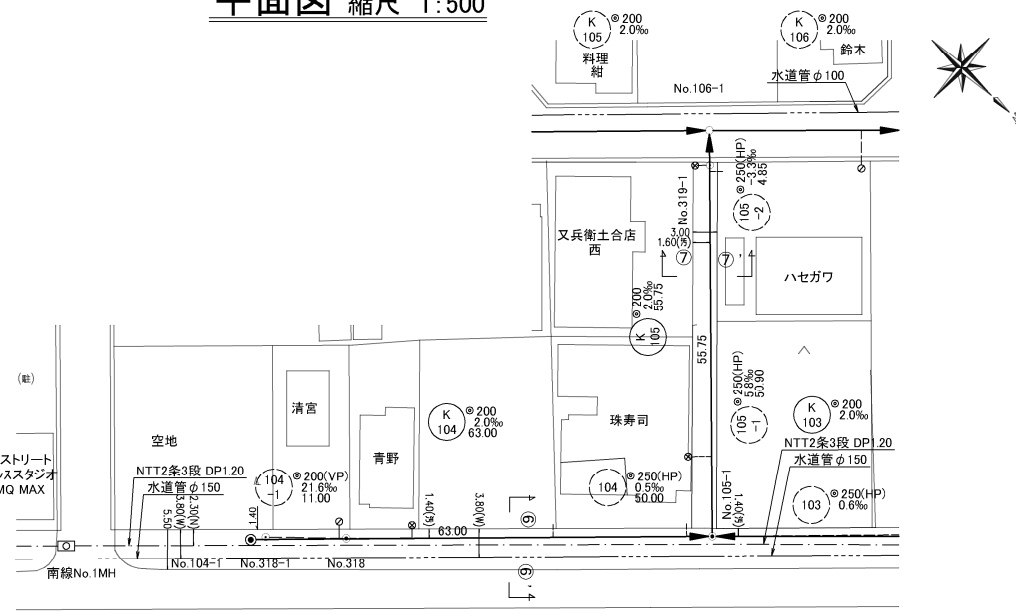 平面図 縮尺 1:500
K
105
⌾200
2.0‰
K
106
⌾200
2.0‰
料理
紺
鈴木
No.106-1
水道管φ100
⌾250(HP)
-3.3‰
4.85
105
-2
No.319-1
3.00
1.60(汚)
又兵衛土合店
西
⑦
⑦'
ハセガワ
⌾200
2.0‰
55.75
K
105
55.75
⌾250(HP)
5.8‰
50.90
105
-1
K
103
⌾200
2.0‰
NTT2条3段 DP1.20
水道管φ150
103
⌾250(HP)
0.6‰
(駐)
清宮
空地
青野
K
104
⌾200
2.0‰
63.00
珠寿司
104
⌾250(HP)
0.5‰
50.00
ストリート
スタジオ
MQ MAX
NTT2条3段 DP1.20
水道管φ150
104
-1
⌾200(VP)
21.6‰
11.00
5.50
3.80(W)
2.30(N)
1.40
1.40(汚)
3.80(W)
⑥
63.00
No.105-1
1.40(汚)
No.104-1
No.318-1
No.318
⑥'
南線No.1MH